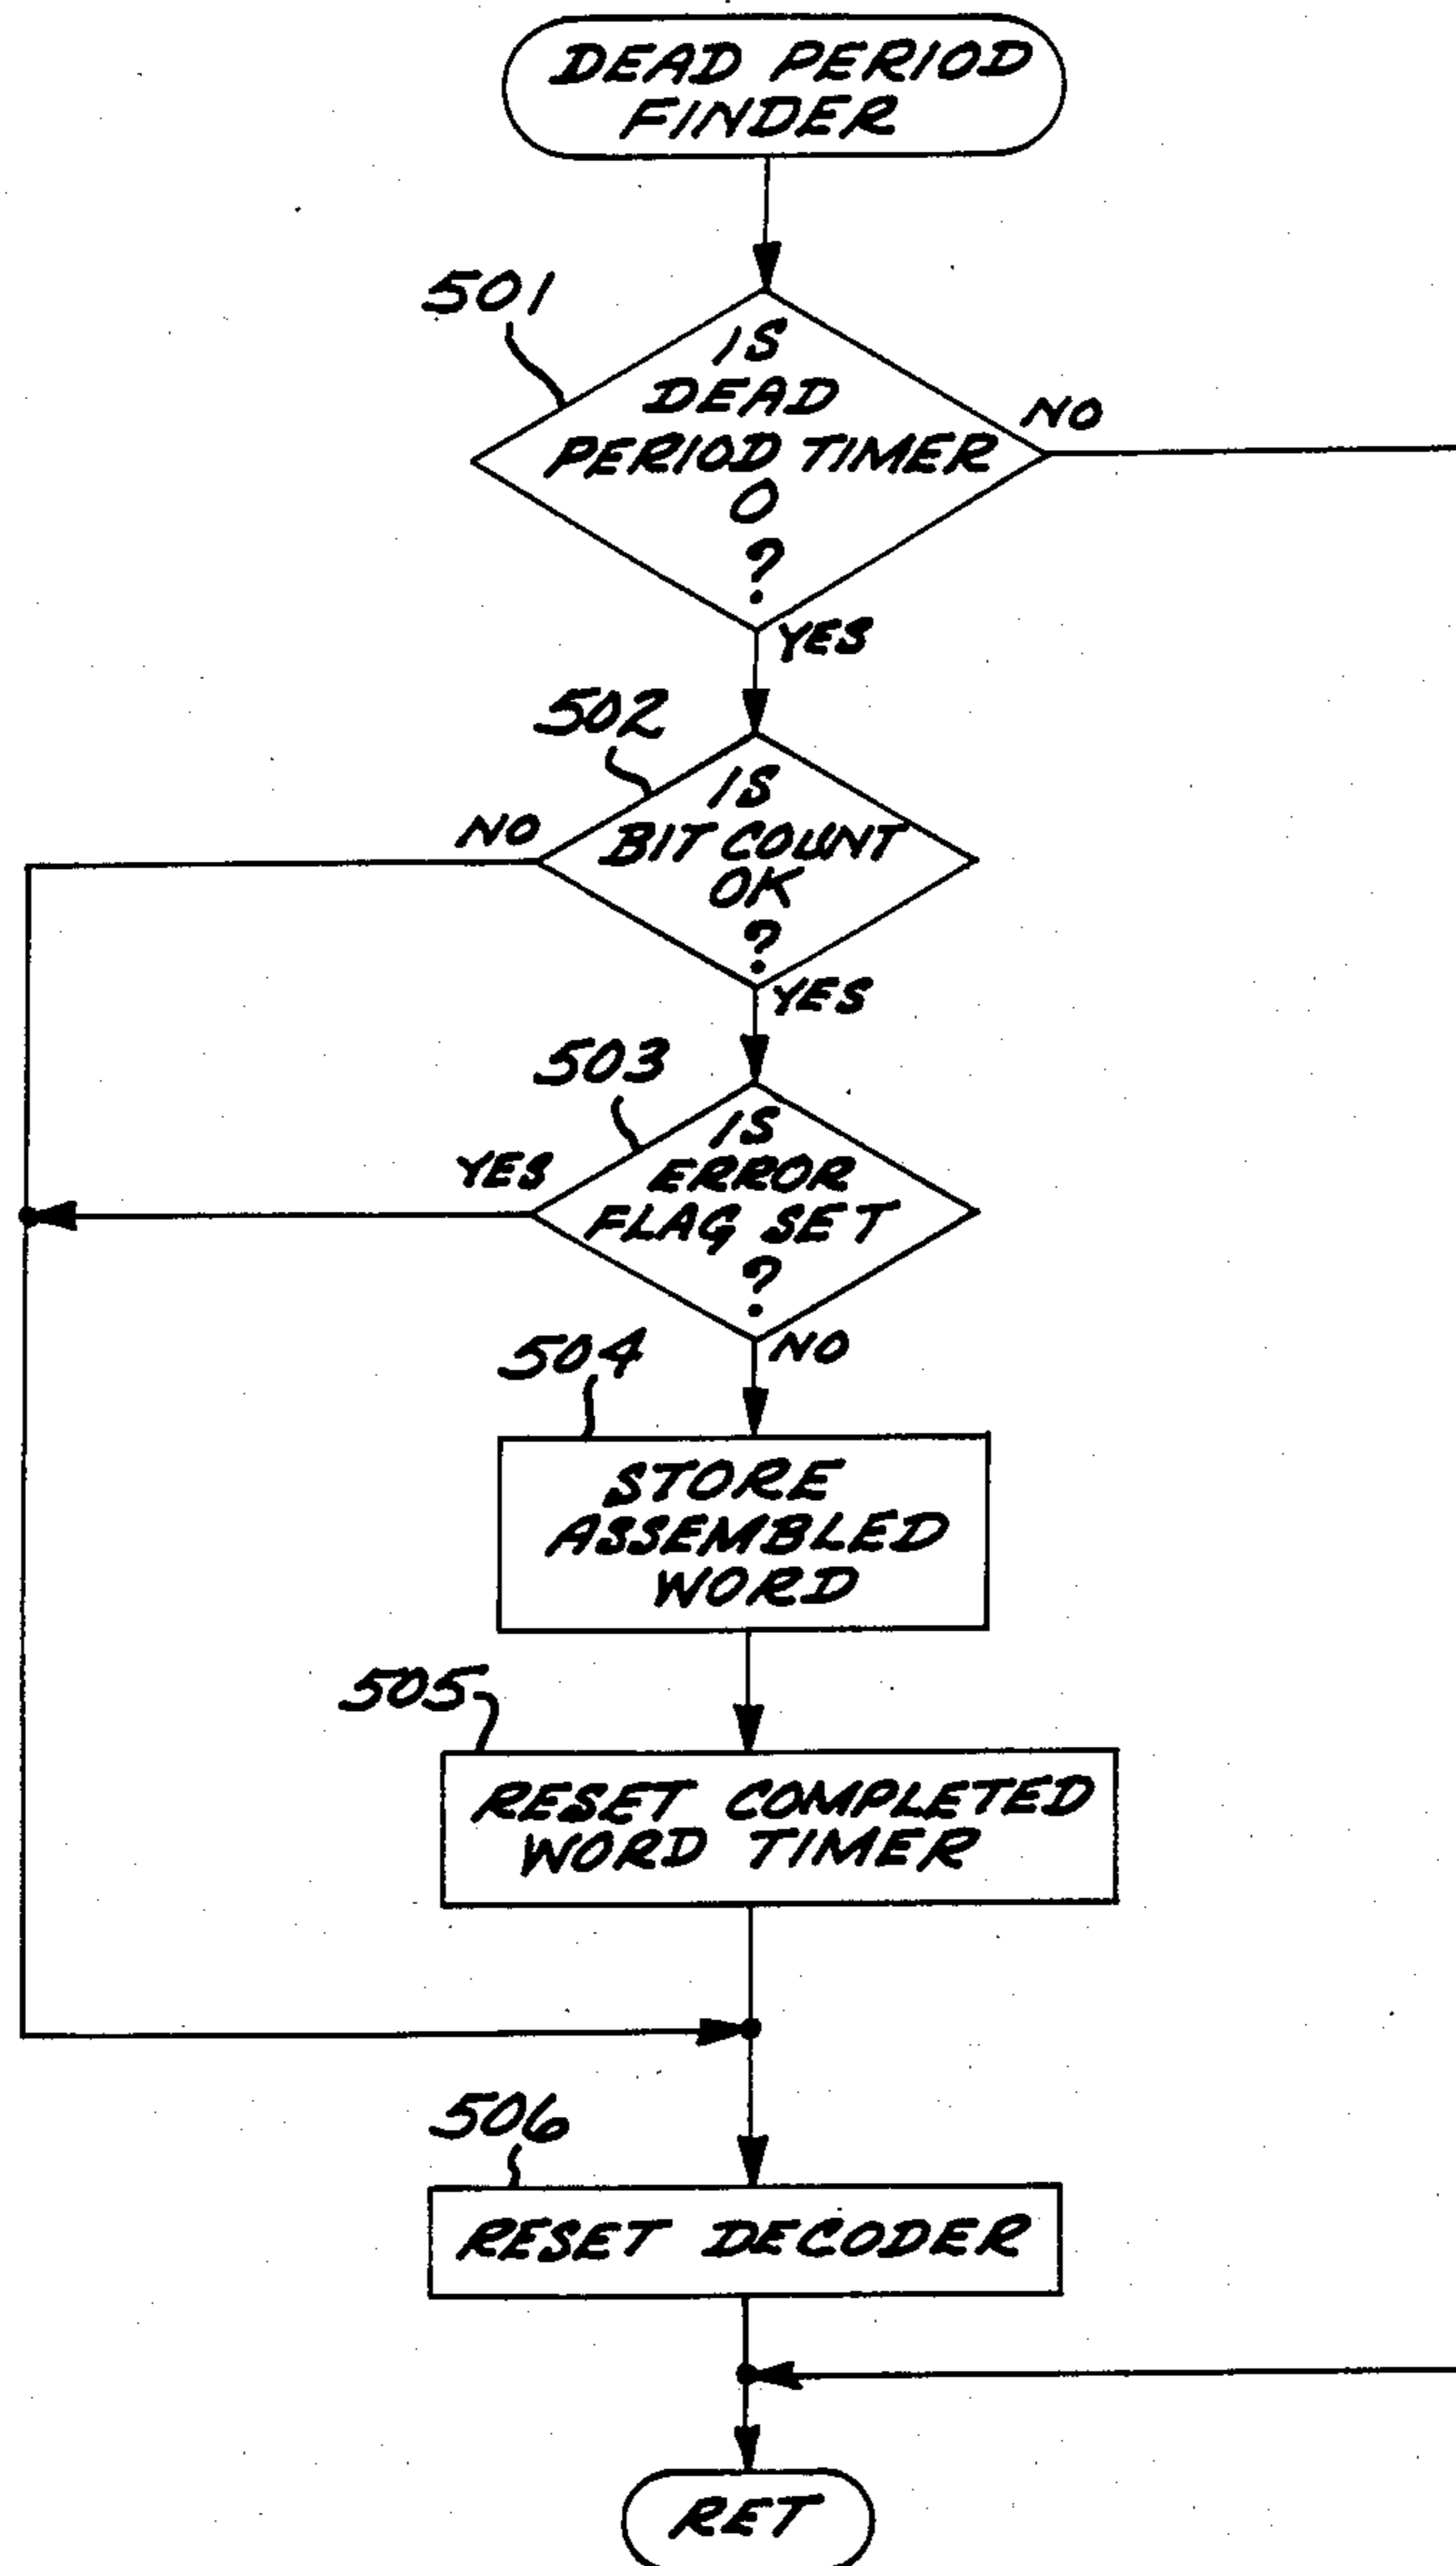 DEAD PERIOD
FINDER
501
IS
DEAD
PERIOD TIMER
0
?
NO
YES
502
IS
BIT COUNT
OK
?
NO
YES
503
IS
ERROR
FLAG SET
?
YES
NO
504
STORE
ASSEMBLED
WORD
505
RESET COMPLETED
WORD TIMER
506
RESET DECODER
RET